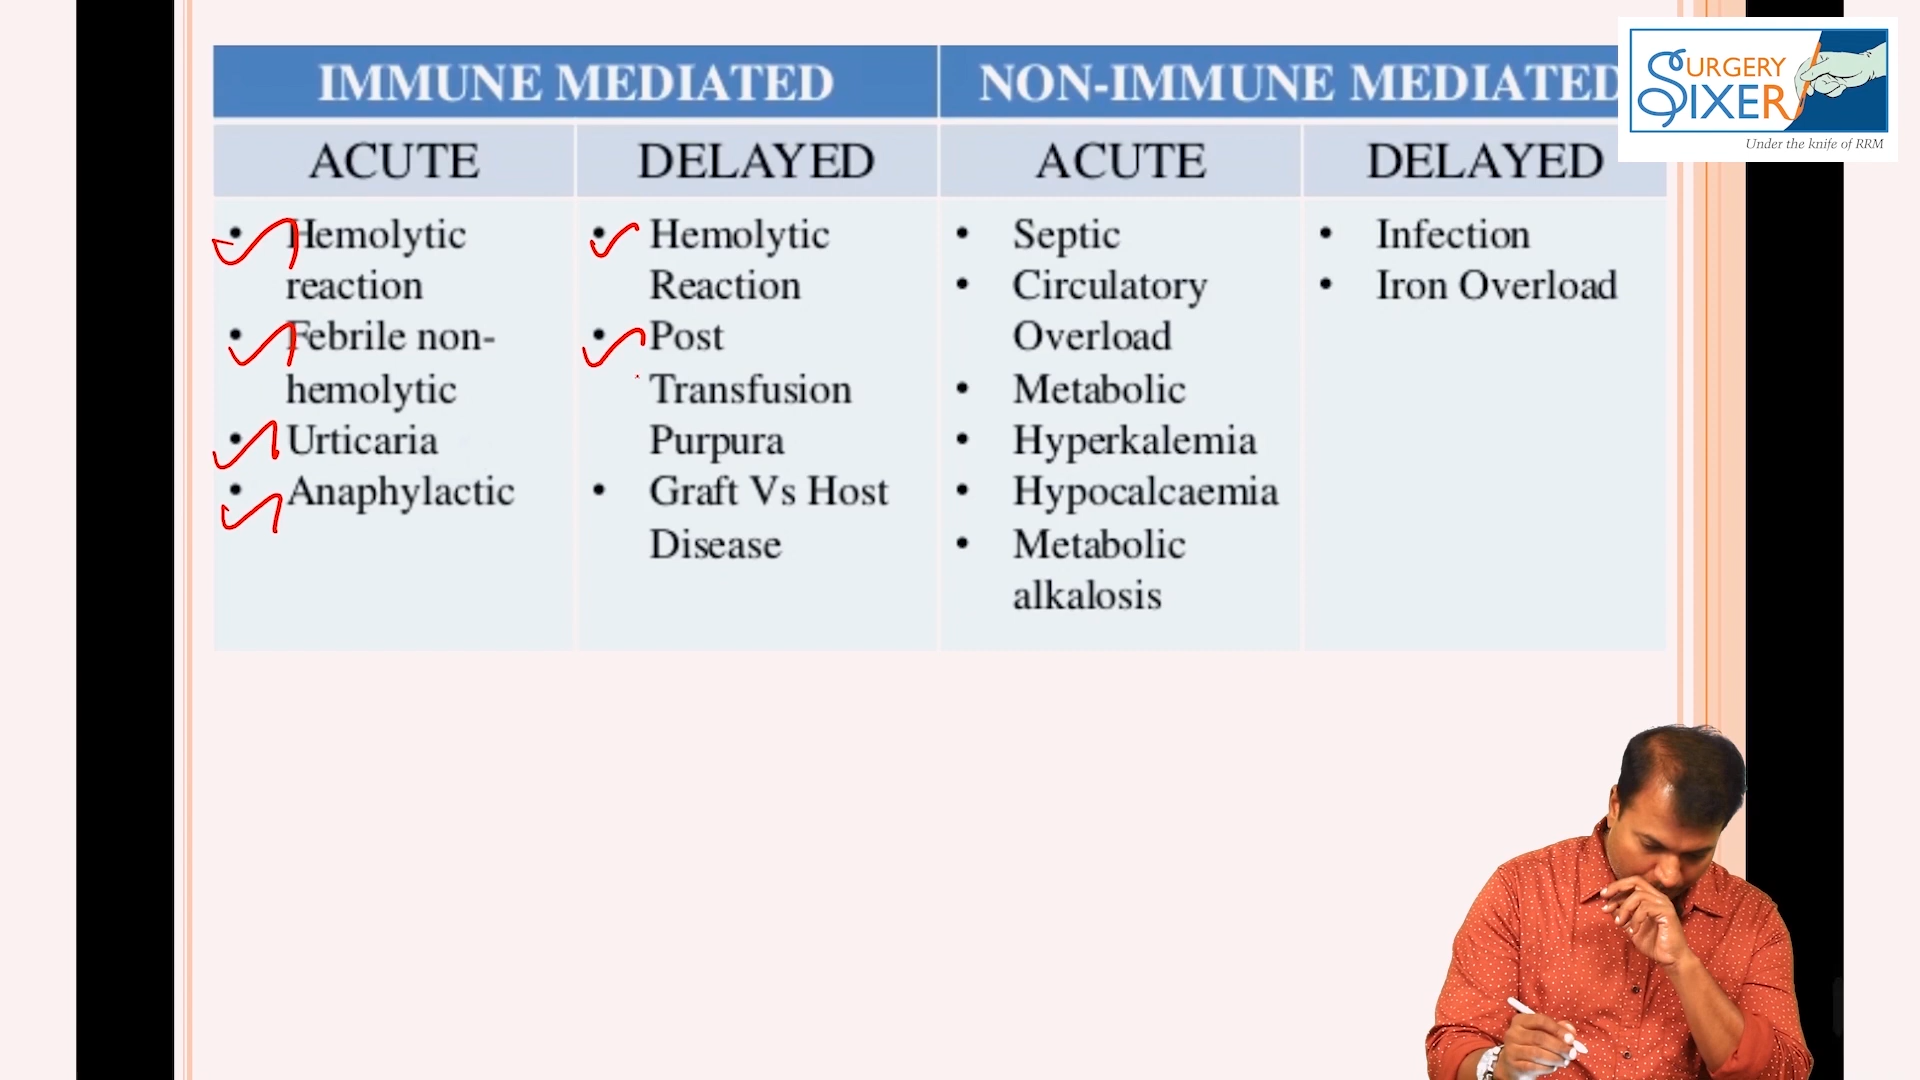 IMMUNE MEDIATED
NON-IMMUNE MEDIATED
SURGERY
SIXER
Under the knife of RRM
ACUTE
DELAYED
ACUTE
DELAYED
• Hemolytic
reaction
• Febrile non-
hemolytic
• Urticaria
• Anaphylactic
• Hemolytic
Reaction
• Post
Transfusion
Purpura
• Graft Vs Host
Disease
• Septic
• Circulatory
Overload
• Metabolic
• Hyperkalemia
• Hypocalcaemia
• Metabolic
alkalosis
• Infection
• Iron Overload